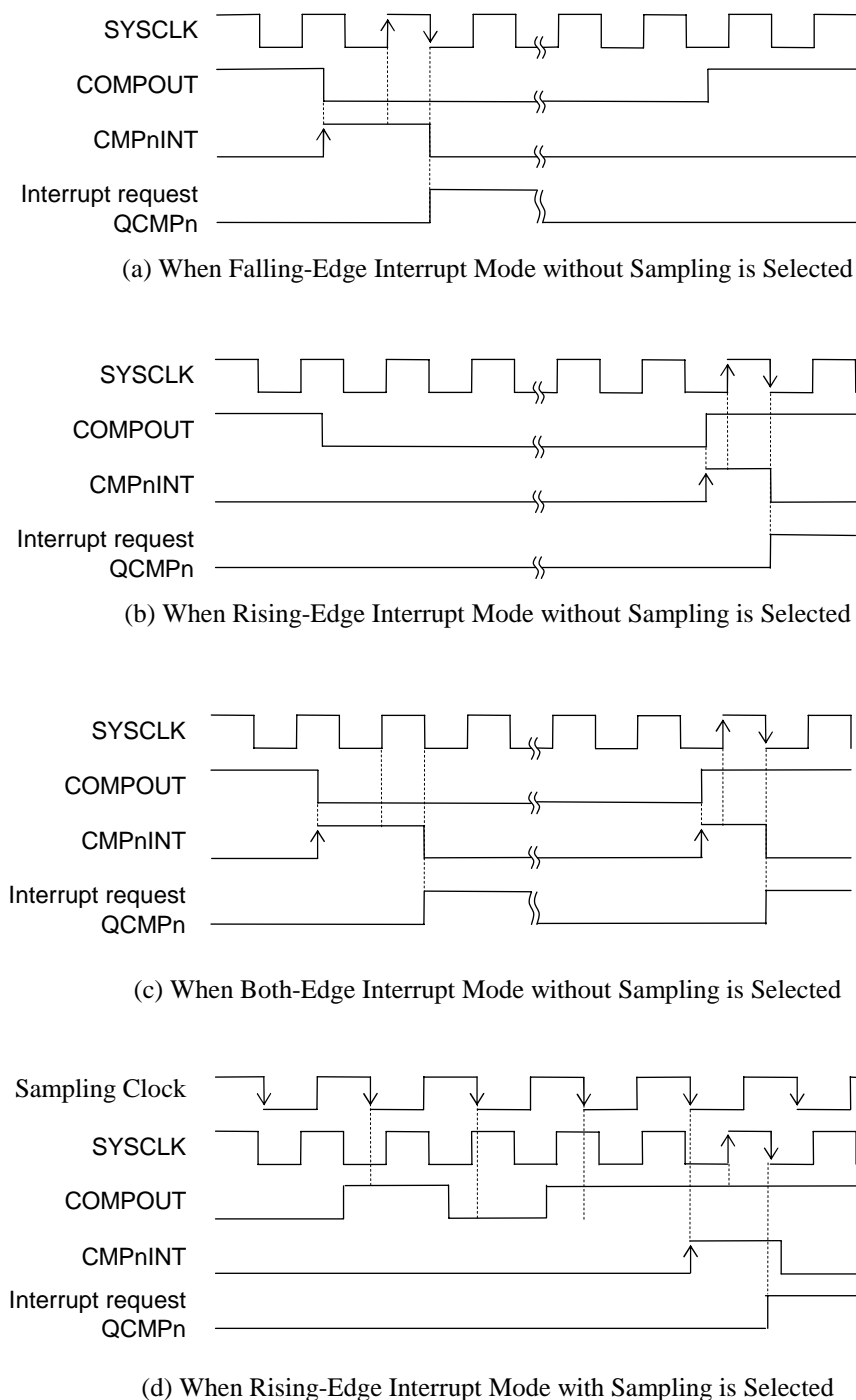 SYSCLK
COMPOUT
CMPnINT
Interrupt request
QCMPn
(a) When Falling-Edge Interrupt Mode without Sampling is Selected
SYSCLK
COMPOUT
CMPnINT
Interrupt request
QCMPn
(b) When Rising-Edge Interrupt Mode without Sampling is Selected
SYSCLK
COMPOUT
CMPnINT
Interrupt request
QCMPn
(c) When Both-Edge Interrupt Mode without Sampling is Selected
Sampling Clock
SYSCLK
COMPOUT
CMPnINT
Interrupt request
QCMPn
(d) When Rising-Edge Interrupt Mode with Sampling is Selected